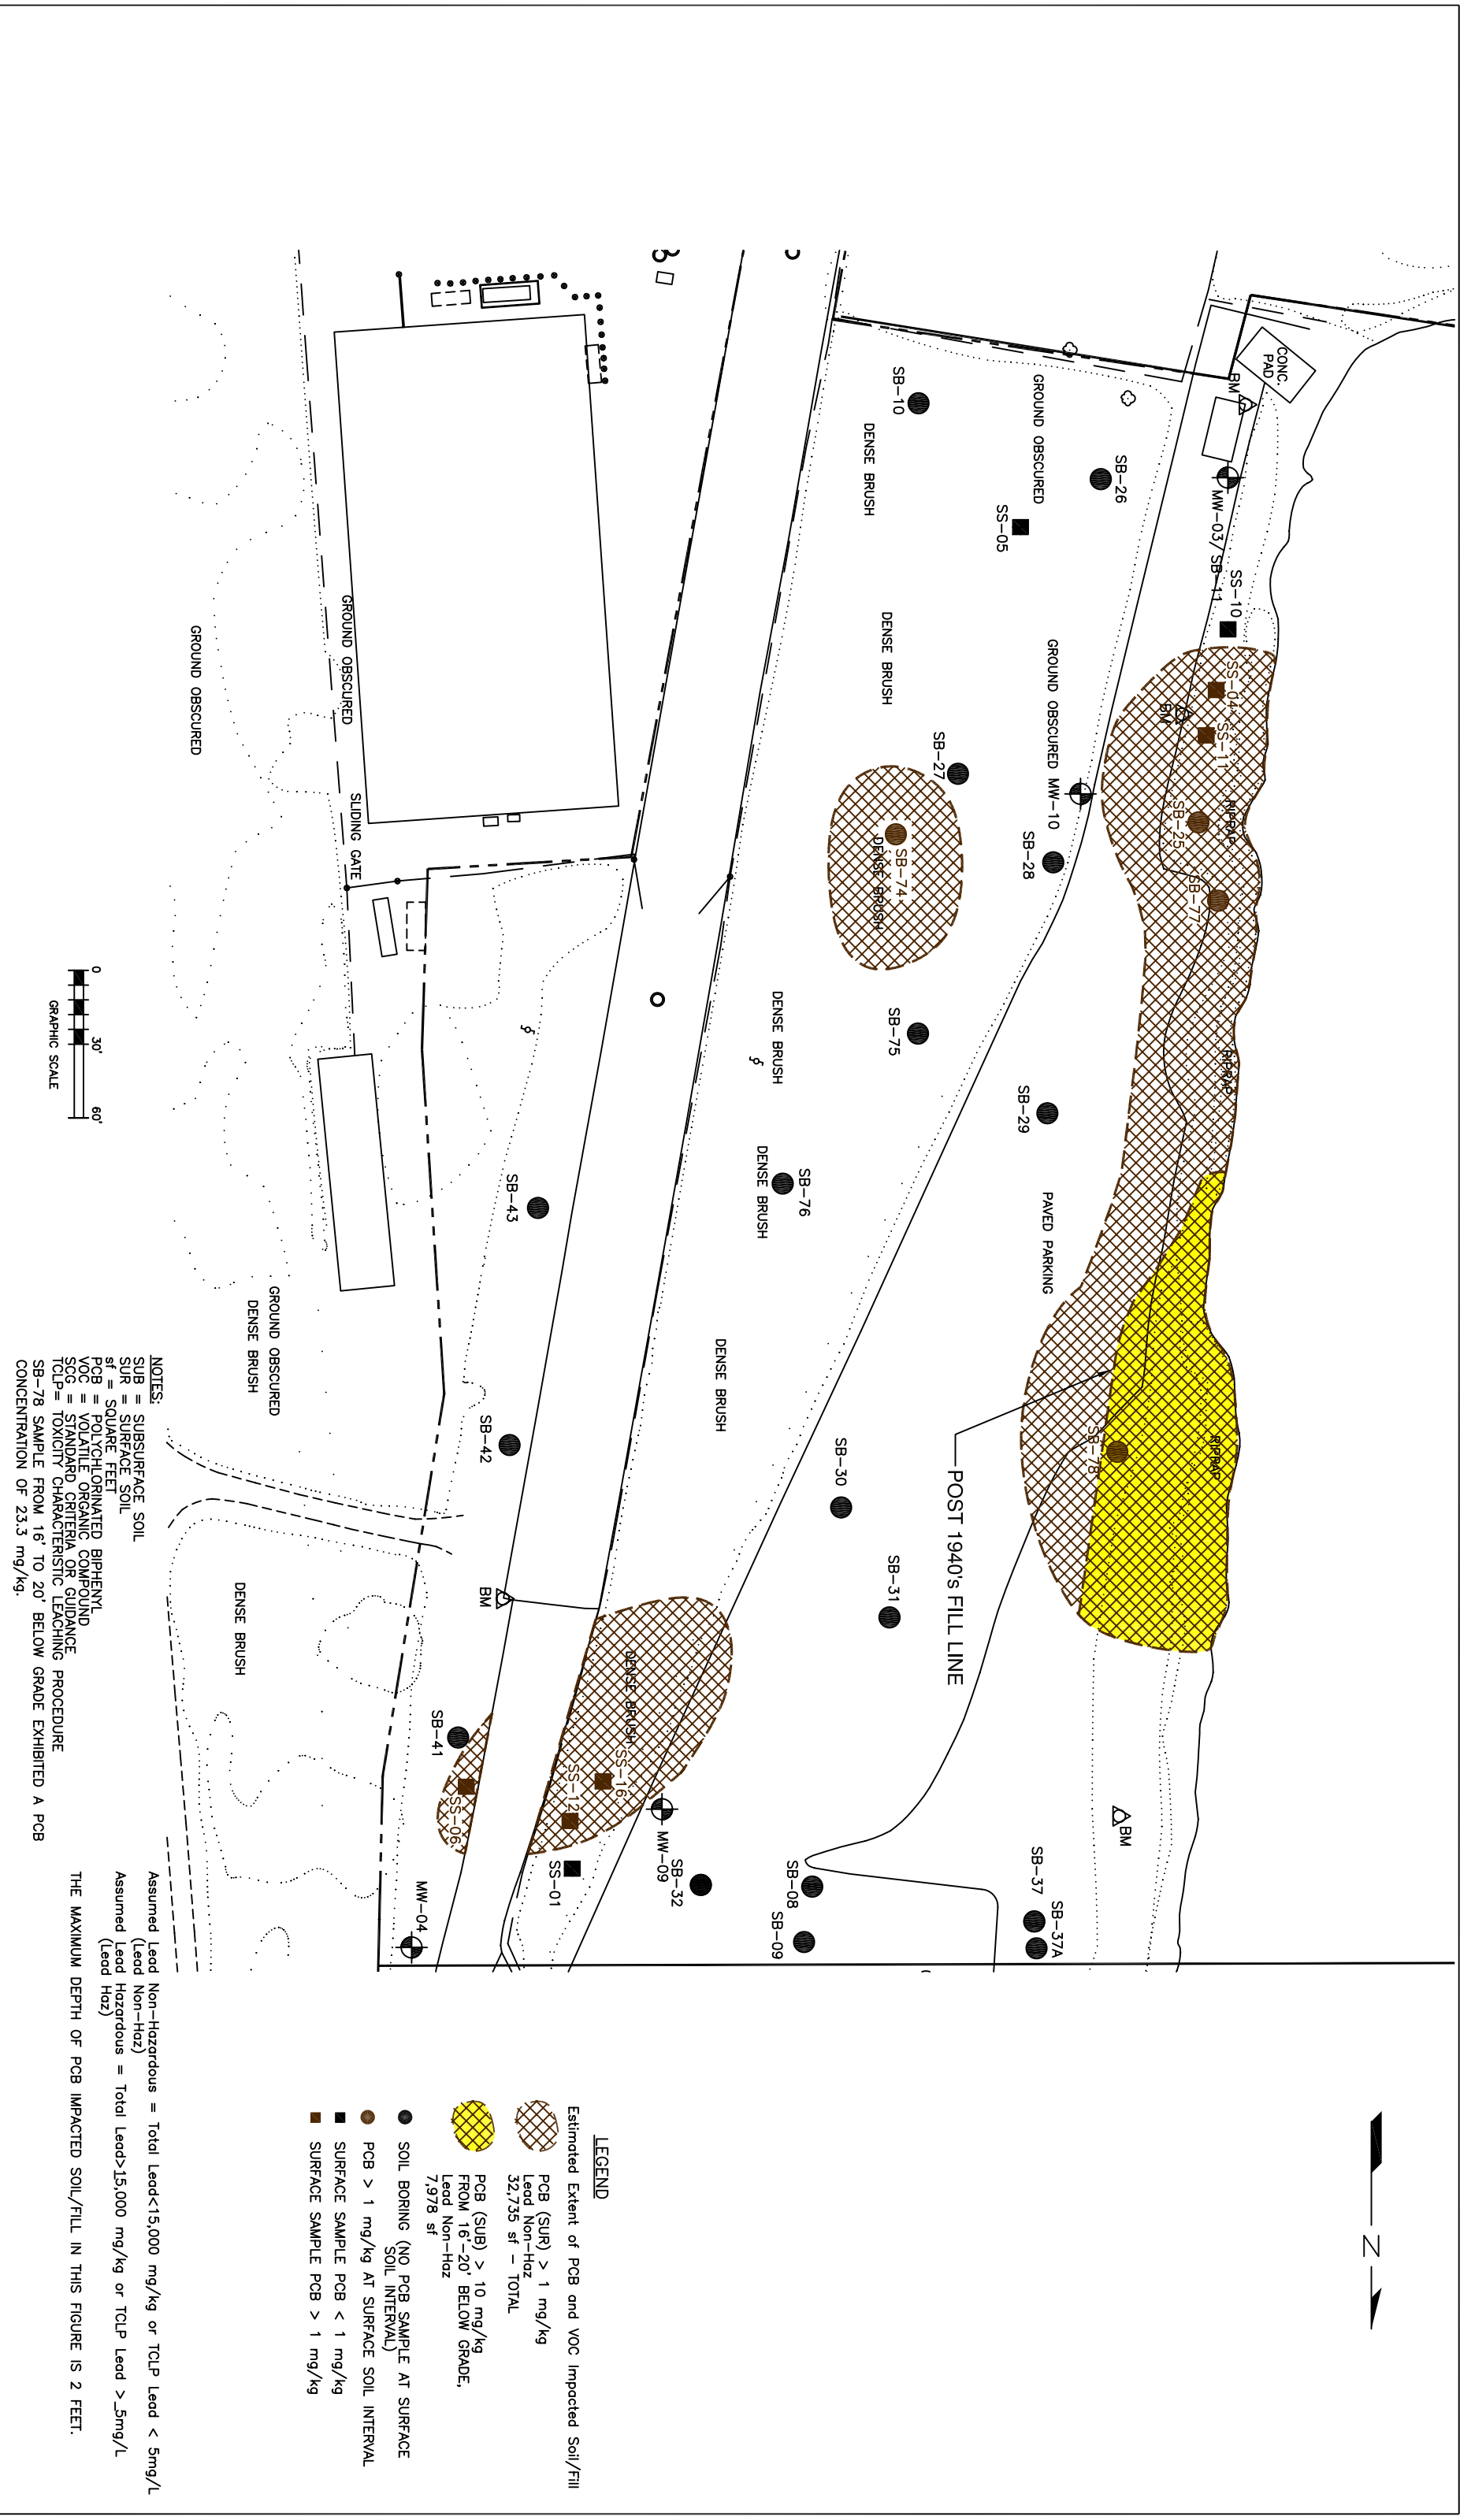 CONC.
PAD
BM
MW-03/SB-11
SS-10
SS-04
SS-11
BM
RIPRAP
SB-25
SB-77
RIPRAP
RIPRAP
SB-78
SB-26
SB-10
GROUND OBSCURED
DENSE BRUSH
SS-05
DENSE BRUSH
GROUND OBSCURED
MW-10
SB-27
SB-28
SB-74
DENSE BRUSH
SB-75
SB-29
PAVED PARKING
DENSE BRUSH
SB-76
DENSE BRUSH
DENSE BRUSH
POST 1940's FILL LINE
SB-30
SB-31
BM
SB-37
SB-37A
SB-08
SB-09
SB-32
MW-09
SS-01
DENSE BRUSH
SS-16
SS-12
BM
SB-41
SS-06
MW-04
SB-42
SB-43
GROUND OBSCURED
SLIDING GATE
GROUND OBSCURED
GROUND OBSCURED
DENSE BRUSH
DENSE BRUSH
0
30'
60'
GRAPHIC SCALE
NOTES:
SUB = SUBSURFACE SOIL
SUR = SURFACE SOIL
sf = SQUARE FEET
PCB = POLYCHLORINATED BIPHENYL
VOC = VOLATILE ORGANIC COMPOUND
SCG = STANDARD CRITERIA OR GUIDANCE
TCLP= TOXICITY CHARACTERISTIC LEACHING PROCEDURE
SB-78 SAMPLE FROM 16' TO 20' BELOW GRADE EXHIBITED A PCB
CONCENTRATION OF 23.3 mg/kg.
Assumed Lead Non-Hazardous = Total Lead<15,000 mg/kg or TCLP Lead < 5mg/L
(Lead Non-Haz)
Assumed Lead Hazardous = Total Lead>15,000 mg/kg or TCLP Lead >_5mg/L
(Lead Haz)
THE MAXIMUM DEPTH OF PCB IMPACTED SOIL/FILL IN THIS FIGURE IS 2 FEET.
N
LEGEND
Estimated Extent of PCB and VOC Impacted Soil/Fill
PCB (SUR) > 1 mg/kg
Lead Non-Haz
32,735 sf - TOTAL
PCB (SUB) > 10 mg/kg
FROM 16'-20' BELOW GRADE,
Lead Non-Haz
7,978 sf
SOIL BORING (NO PCB SAMPLE AT SURFACE
SOIL INTERVAL)
PCB > 1 mg/kg AT SURFACE SOIL INTERVAL
SURFACE SAMPLE PCB < 1 mg/kg
SURFACE SAMPLE PCB > 1 mg/kg